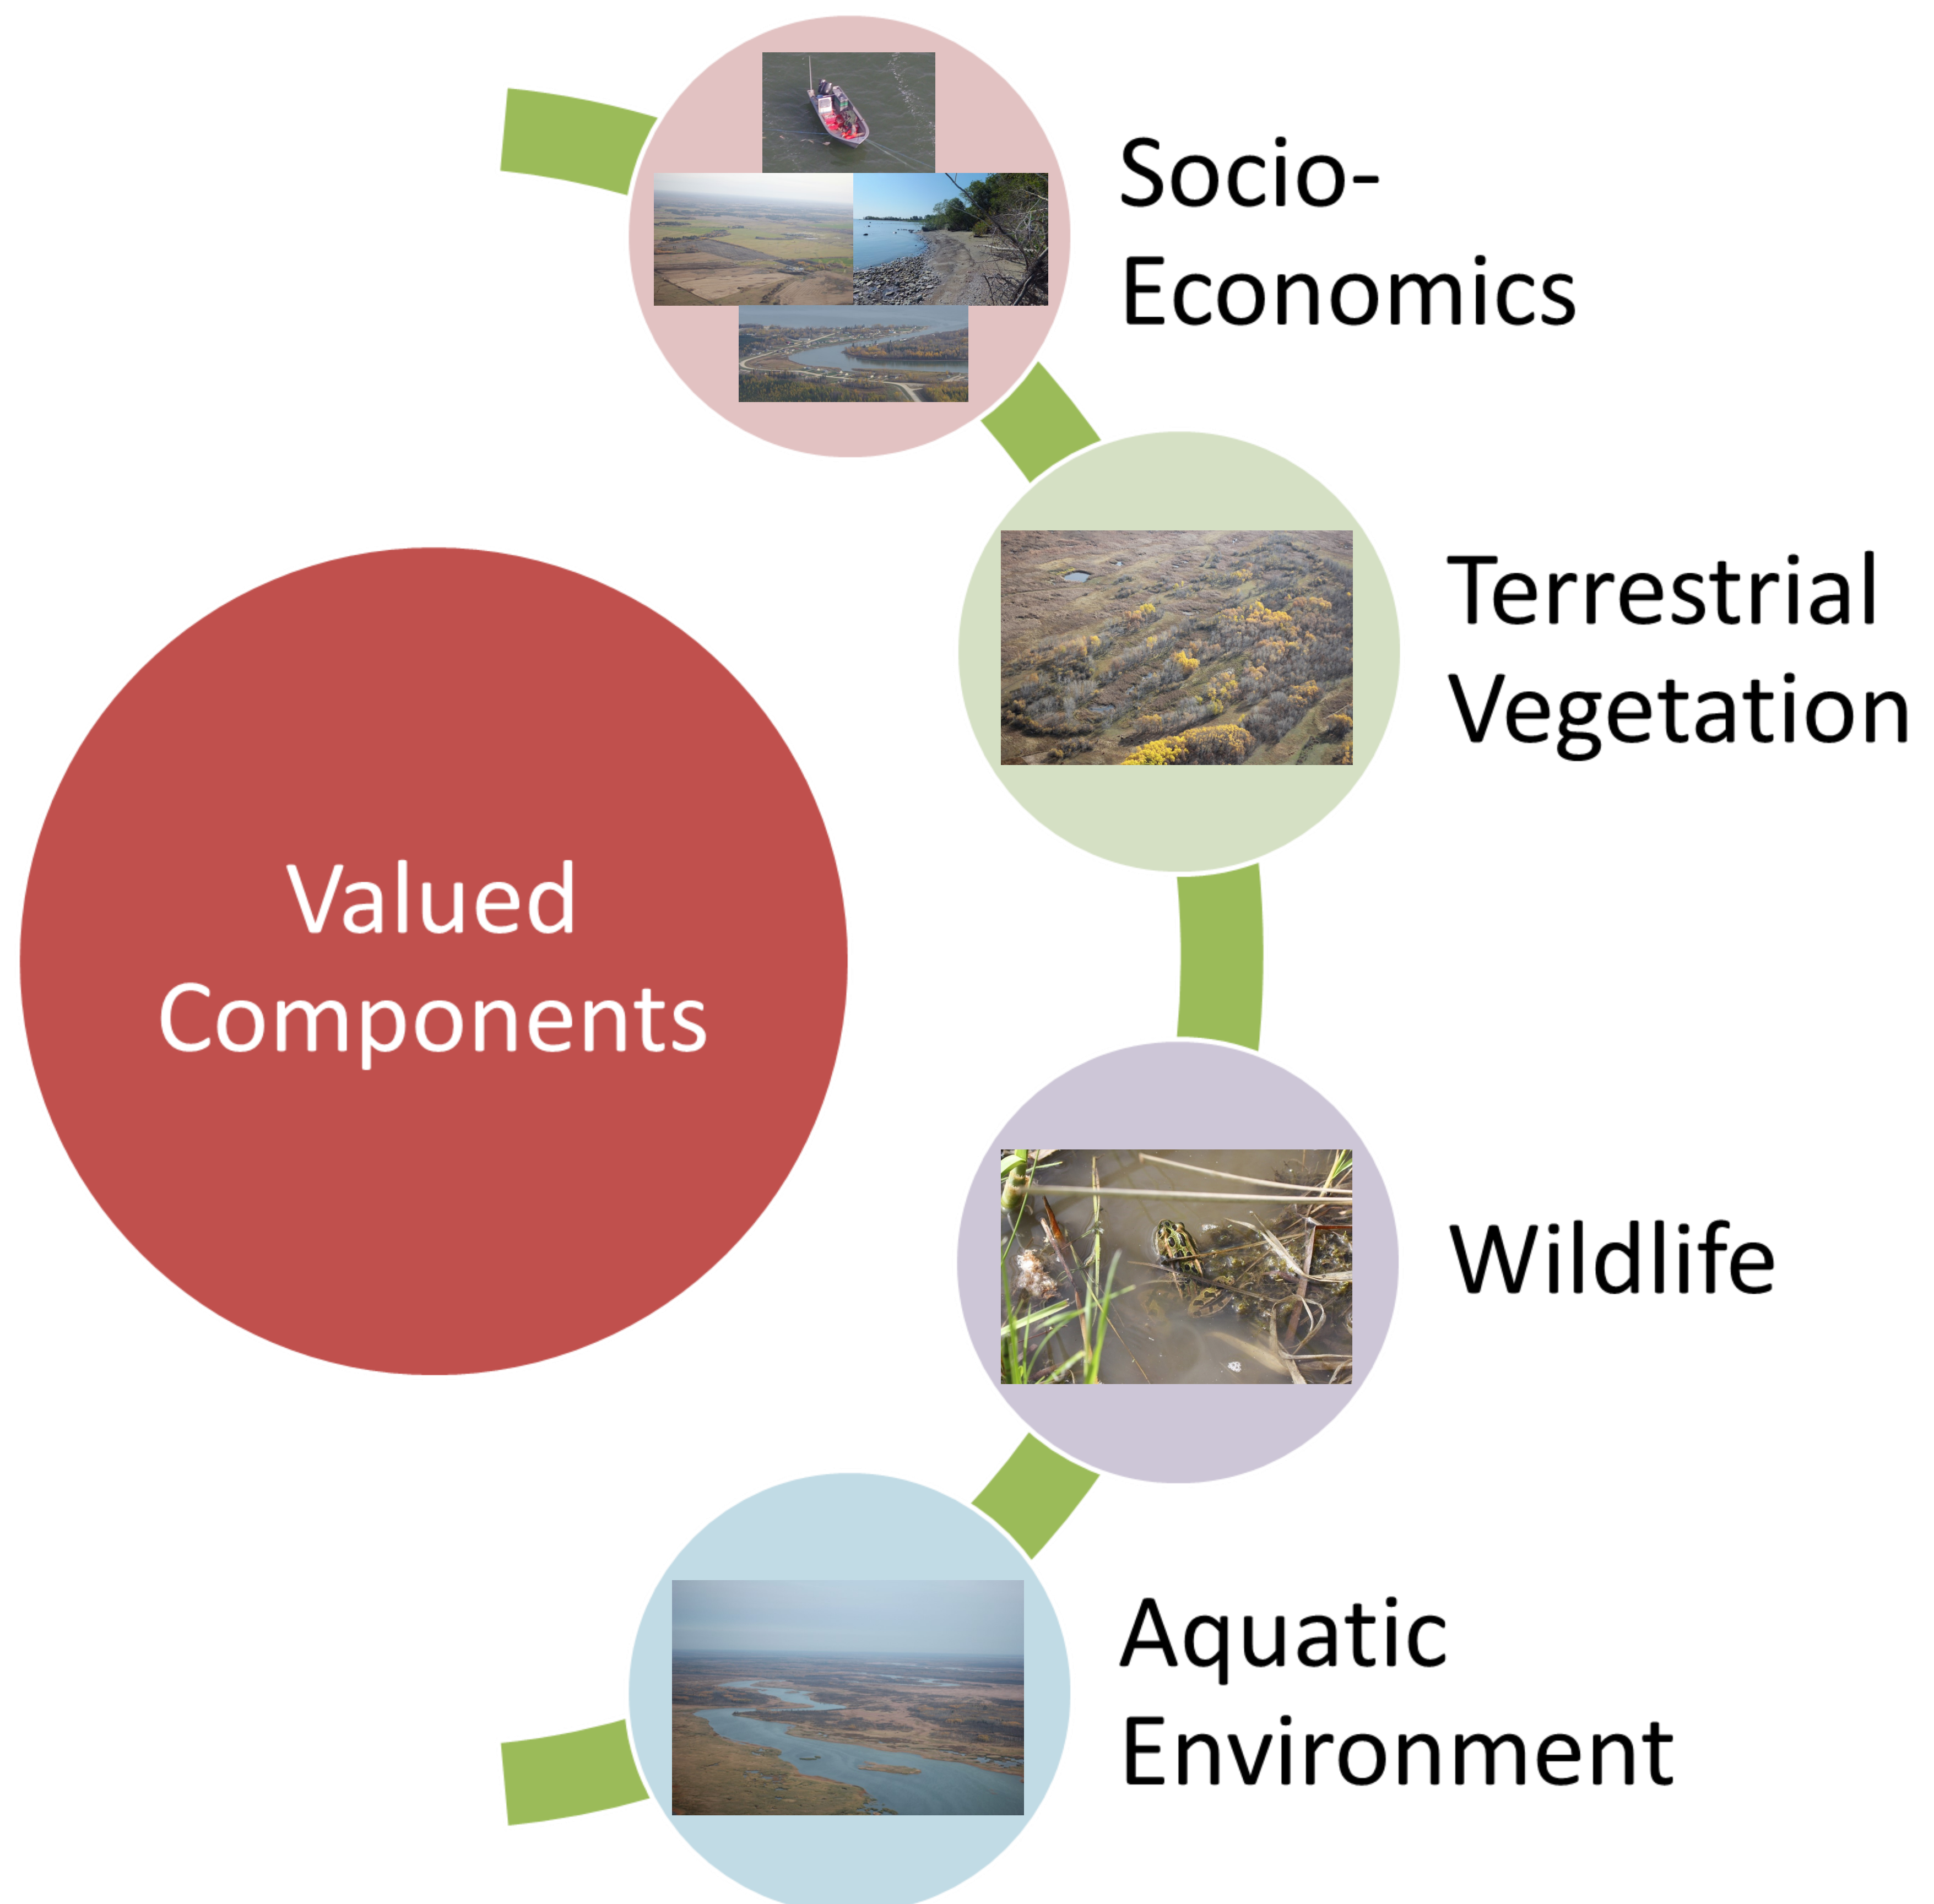 Socio-
Economics
Terrestrial
Vegetation
Valued
Components
Wildlife
Aquatic
Environment